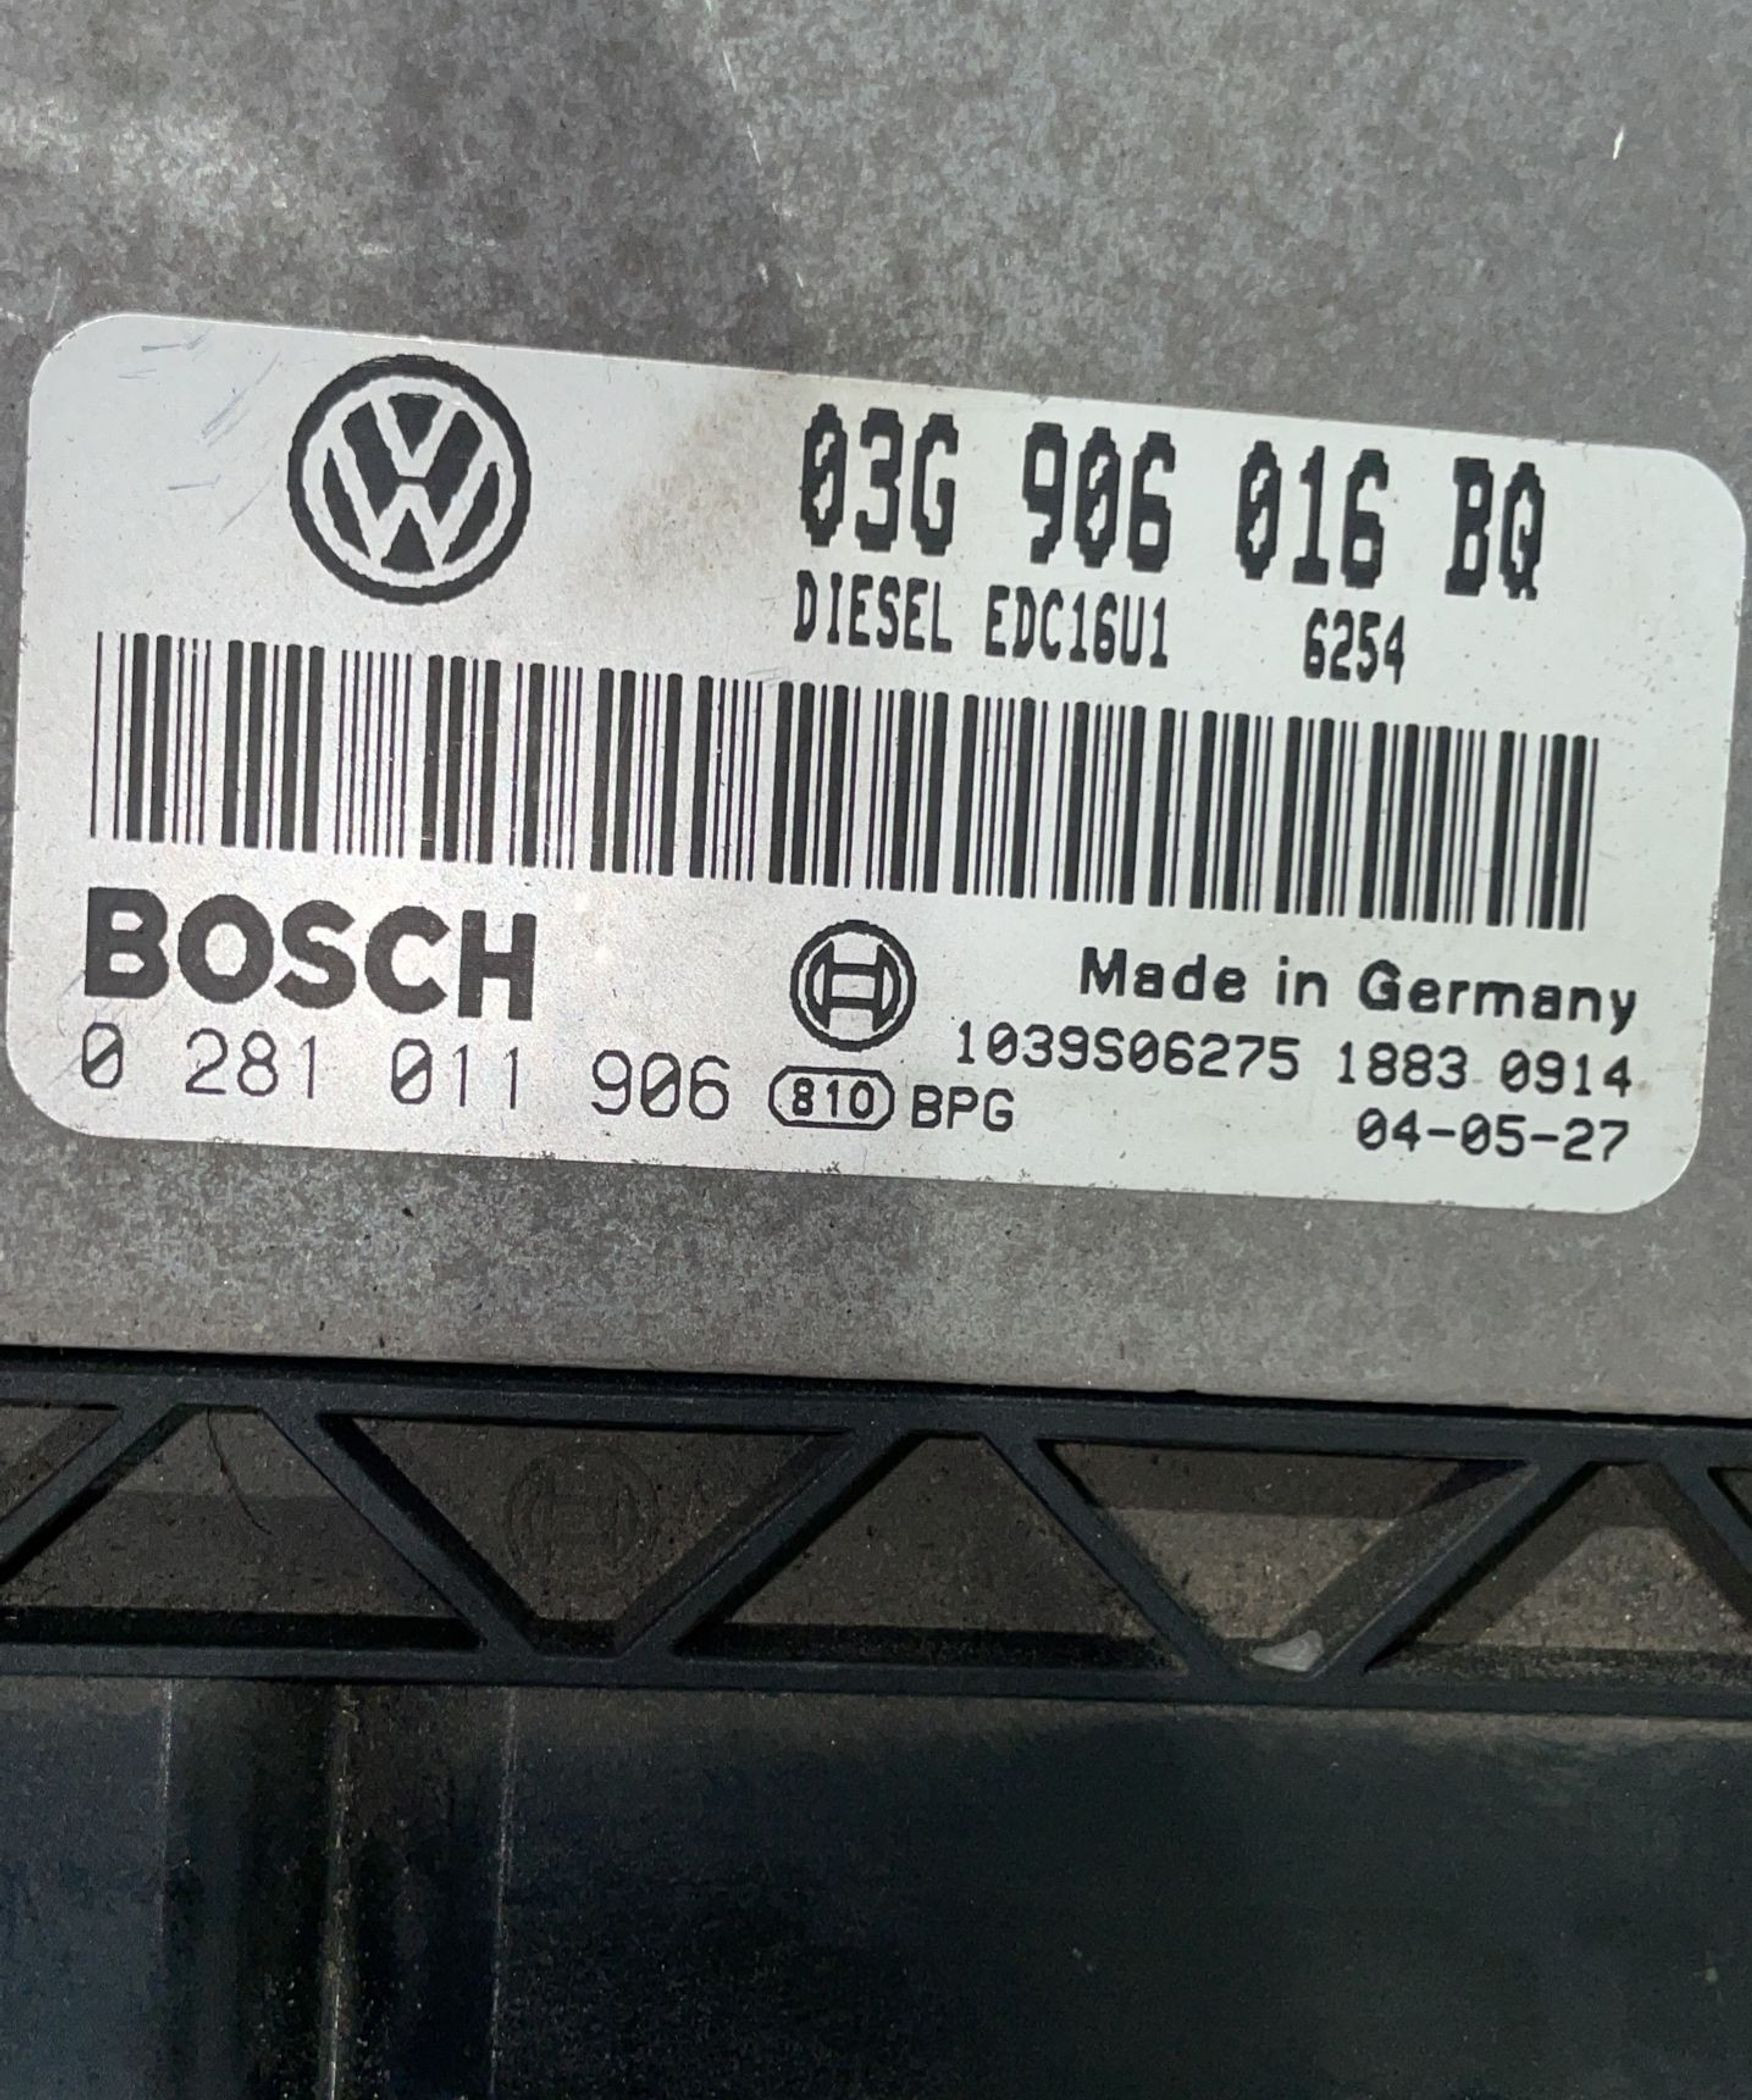 03G 906 016 BQ
DIESEL EDC16U1 6254
BOSCH
Made in Germany
1039S06275 1883 0914
0 281 011 906 810 BPG
04-05-27